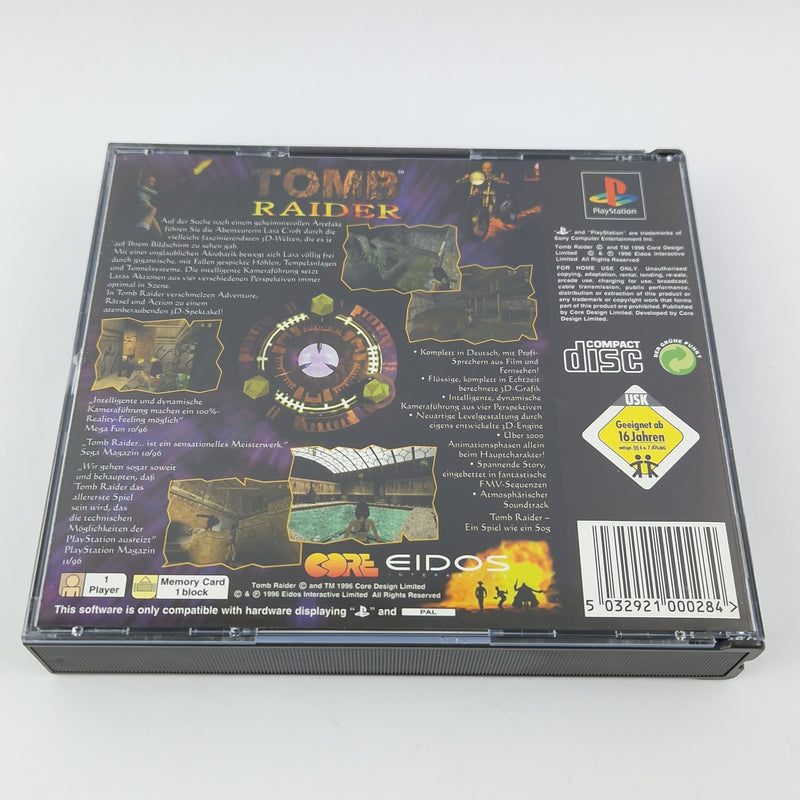 TOMB™
RAIDER
Auf der Suche nach einem geheimnisvollen Artefakt
führen Sie die Abenteurerin Lara Croft durch die
vielleicht faszinierendsten 3D-Welten, die es je
auf Ihrem Bildschirm zu sehen gab.
Mit einer unglaublichen Akrobatik bewegt sich Lara völlig frei
durch gigantische, mit Fallen gespickte Höhlen, Tempelanlagen
und Tunnelsysteme. Die intelligente Kameraführung setzt
Laras Aktionen aus vier verschiedenen Perspektiven immer
optimal in Szene.
In Tomb Raider verschmelzen Adventure,
Rätsel und Action zu einem
atemberaubenden 3D-Spektakel!
„Intelligente und dynamische
Kameraführung machen ein 100%-
Reality-Feeling möglich"
Mega Fun 10/96
„Tomb Raider... ist ein sensationelles Meisterwerk."
Sega Magazin 10/96
„Wir gehen sogar soweit
und behaupten, daß
Tomb Raider das
allererste Spiel
sein wird, das
die technischen
Möglichkeiten der
PlayStation ausreizt"
PlayStation Magazin
11/96
• Komplett in Deutsch, mit Profi-
Sprechern aus Film und
Fernsehen!
• Flüssige, komplett in Echtzeit
berechnete 3D-Grafik
• Intelligente, dynamische
Kameraführung aus vier Perspektiven
• Neuartige Levelgestaltung durch
eigens entwickelte 3D-Engine
• Über 2000
Animationsphasen allein
beim Hauptcharakter!
• Spannende Story,
eingebettet in fantastische
FMV-Sequenzen
• Atmosphärischer
Soundtrack
Tomb Raider –
Ein Spiel wie ein Sog
CORE EIDOS
INTERACTIVE
1
Player
Memory Card
1 block
Tomb Raider © and TM 1996 Core Design Limited
© & ℗ 1996 Eidos Interactive Limited. All Rights Reserved
This software is only compatible with hardware displaying " " and PAL
PlayStation
" " and "PlayStation" are trademarks of
Sony Computer Entertainment Inc.
Tomb Raider © and TM 1996 Core Design
Limited © & ℗ 1996 Eidos Interactive
Limited All Rights Reserved
FOR HOME USE ONLY. Unauthorised
copying, adaptation, rental, lending, re-sale,
arcade use, charging for use, broadcast,
cable transmission, public performance,
distribution or extraction of this product or
any trademark or copyright work that forms
part of this product are prohibited. Published
by Core Design Limited. Developed by Core
Design Limited.
COMPACT
disc
DER GRÜNE PUNKT
USK
Geeignet ab
16 Jahren
5 032921 000284 >